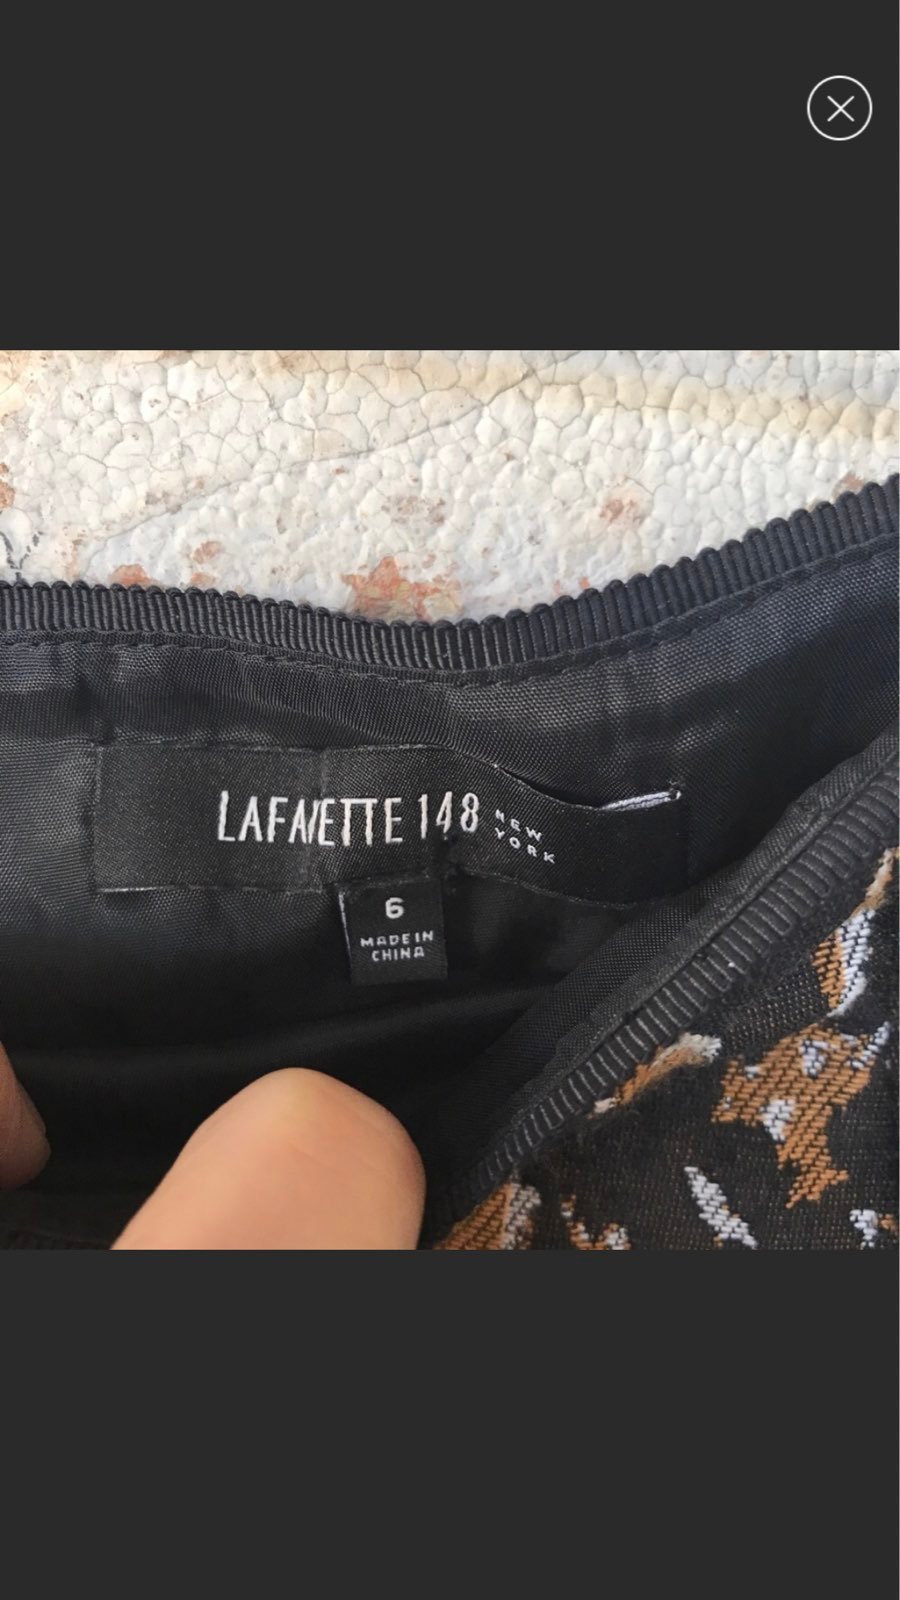 LAFAYETTE 148 NEW YORK
6
MADE IN
CHINA